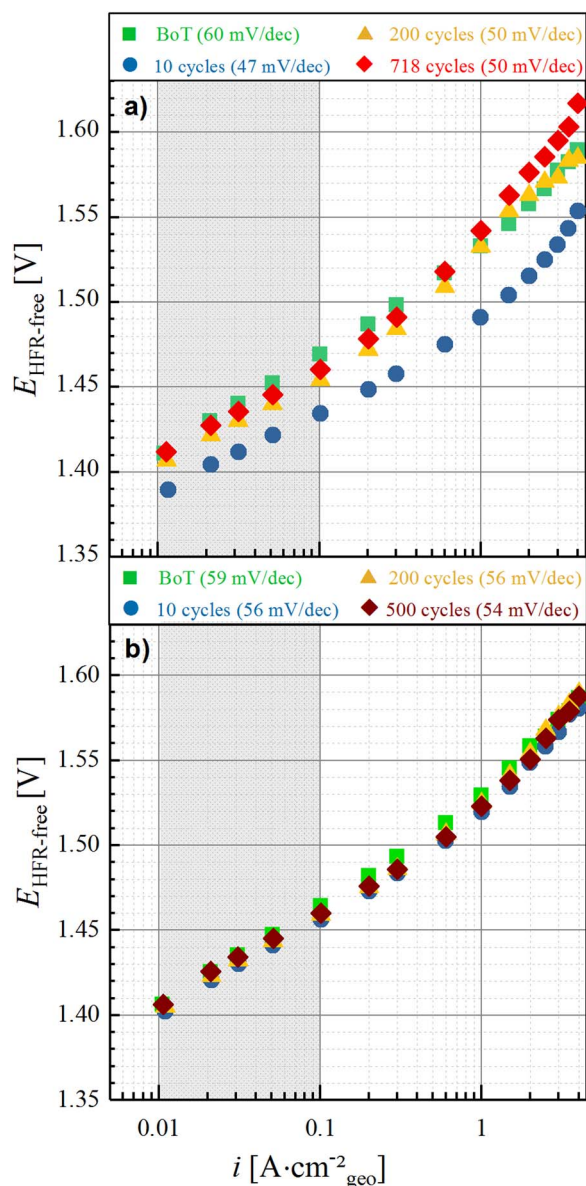 BoT (60 mV/dec) 200 cycles (50 mV/dec)
10 cycles (47 mV/dec) 718 cycles (50 mV/dec)
a)
1.60
1.55
1.50
1.45
1.40
1.35
E_HFR-free [V]
BoT (59 mV/dec) 200 cycles (56 mV/dec)
10 cycles (56 mV/dec) 500 cycles (54 mV/dec)
b)
1.60
1.55
1.50
1.45
1.40
1.35
E_HFR-free [V]
0.01 0.1 1
i [A·cm⁻²geo]